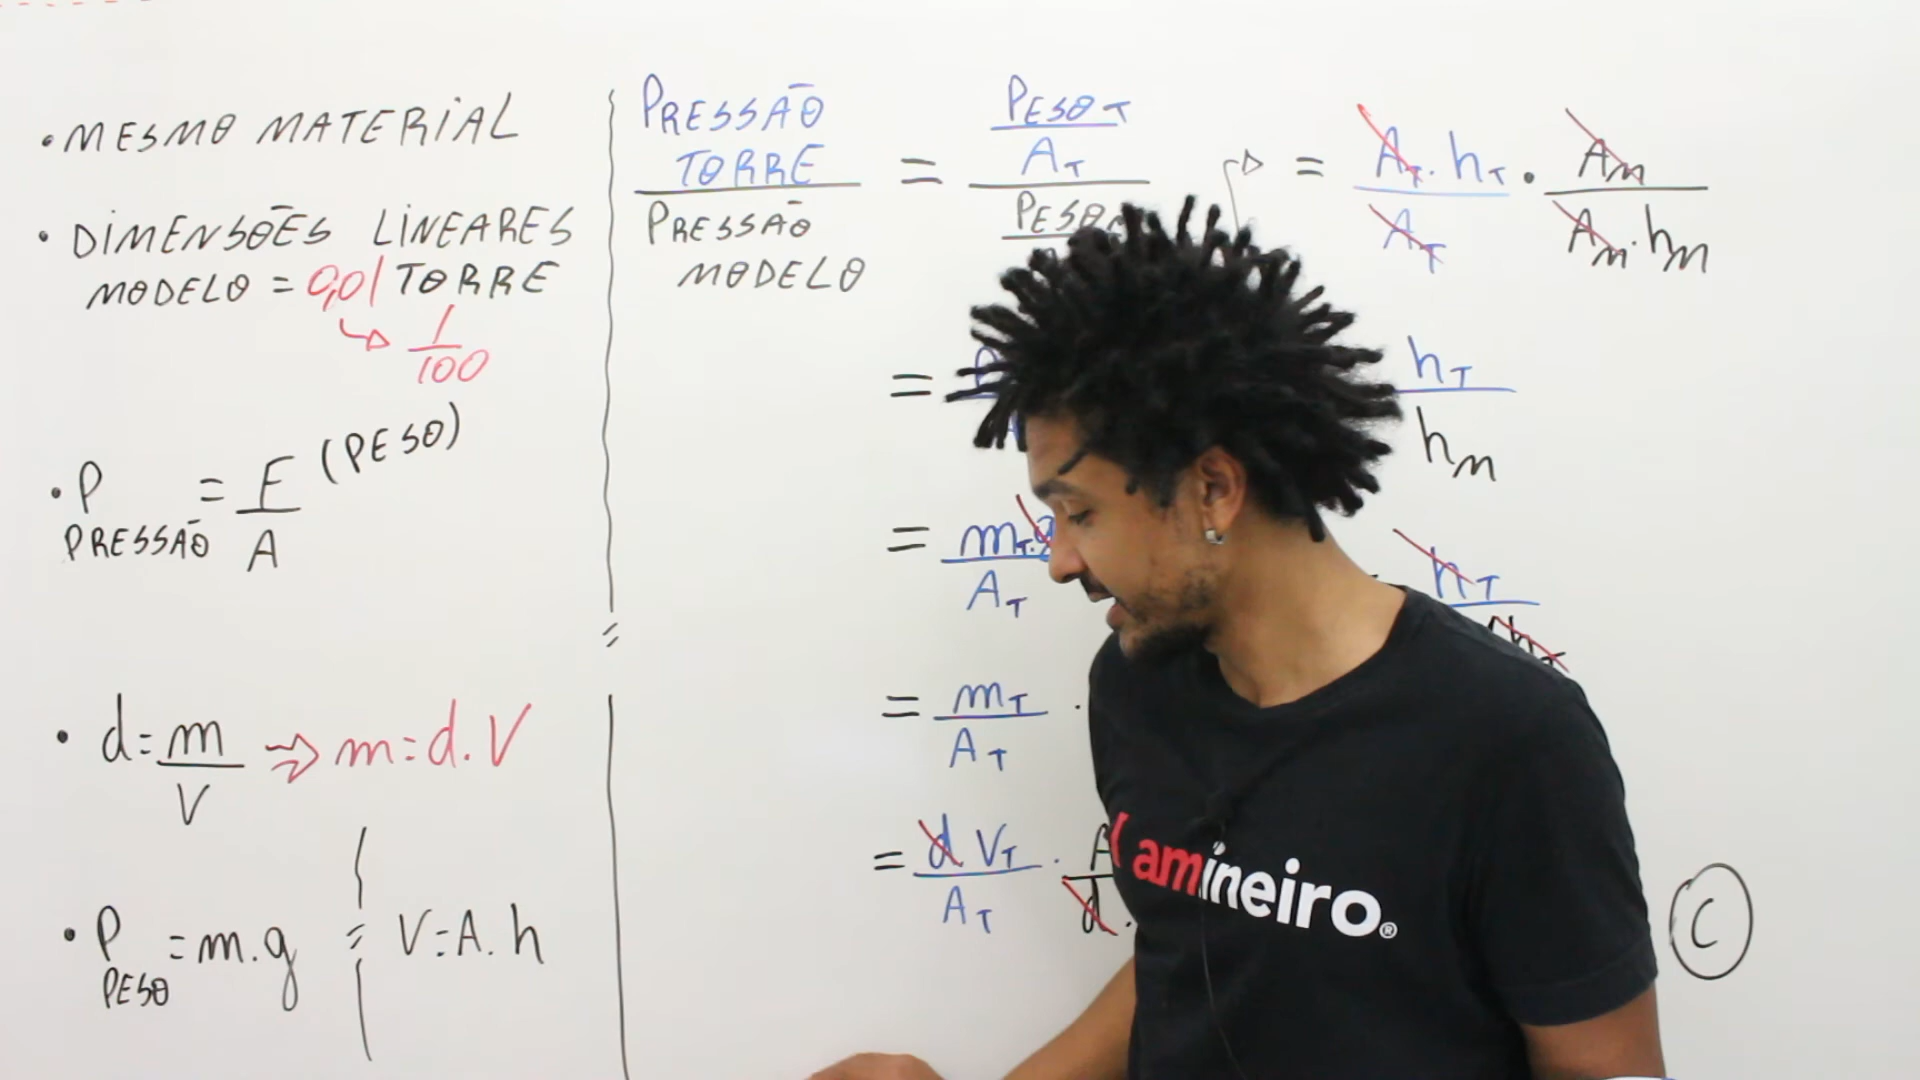 • MESMO MATERIAL
• DIMENSÕES LINEARES
MODELO = 0,01 TORRE
1
100
• P = F (PESO)
PRESSÃO A
• d = m ⇒ m = d.V
V
• P = m.g
PESO
V = A.h
PRESSÃO
TORRE
PRESSÃO
MODELO
= PESO T
A T
PESO
= A T . h T . A m
A T A m . h m
=
h T
h m
= m T .
A T
h T
h T
= m T .
A T
= d V T .
A T d .
amineiro®
C